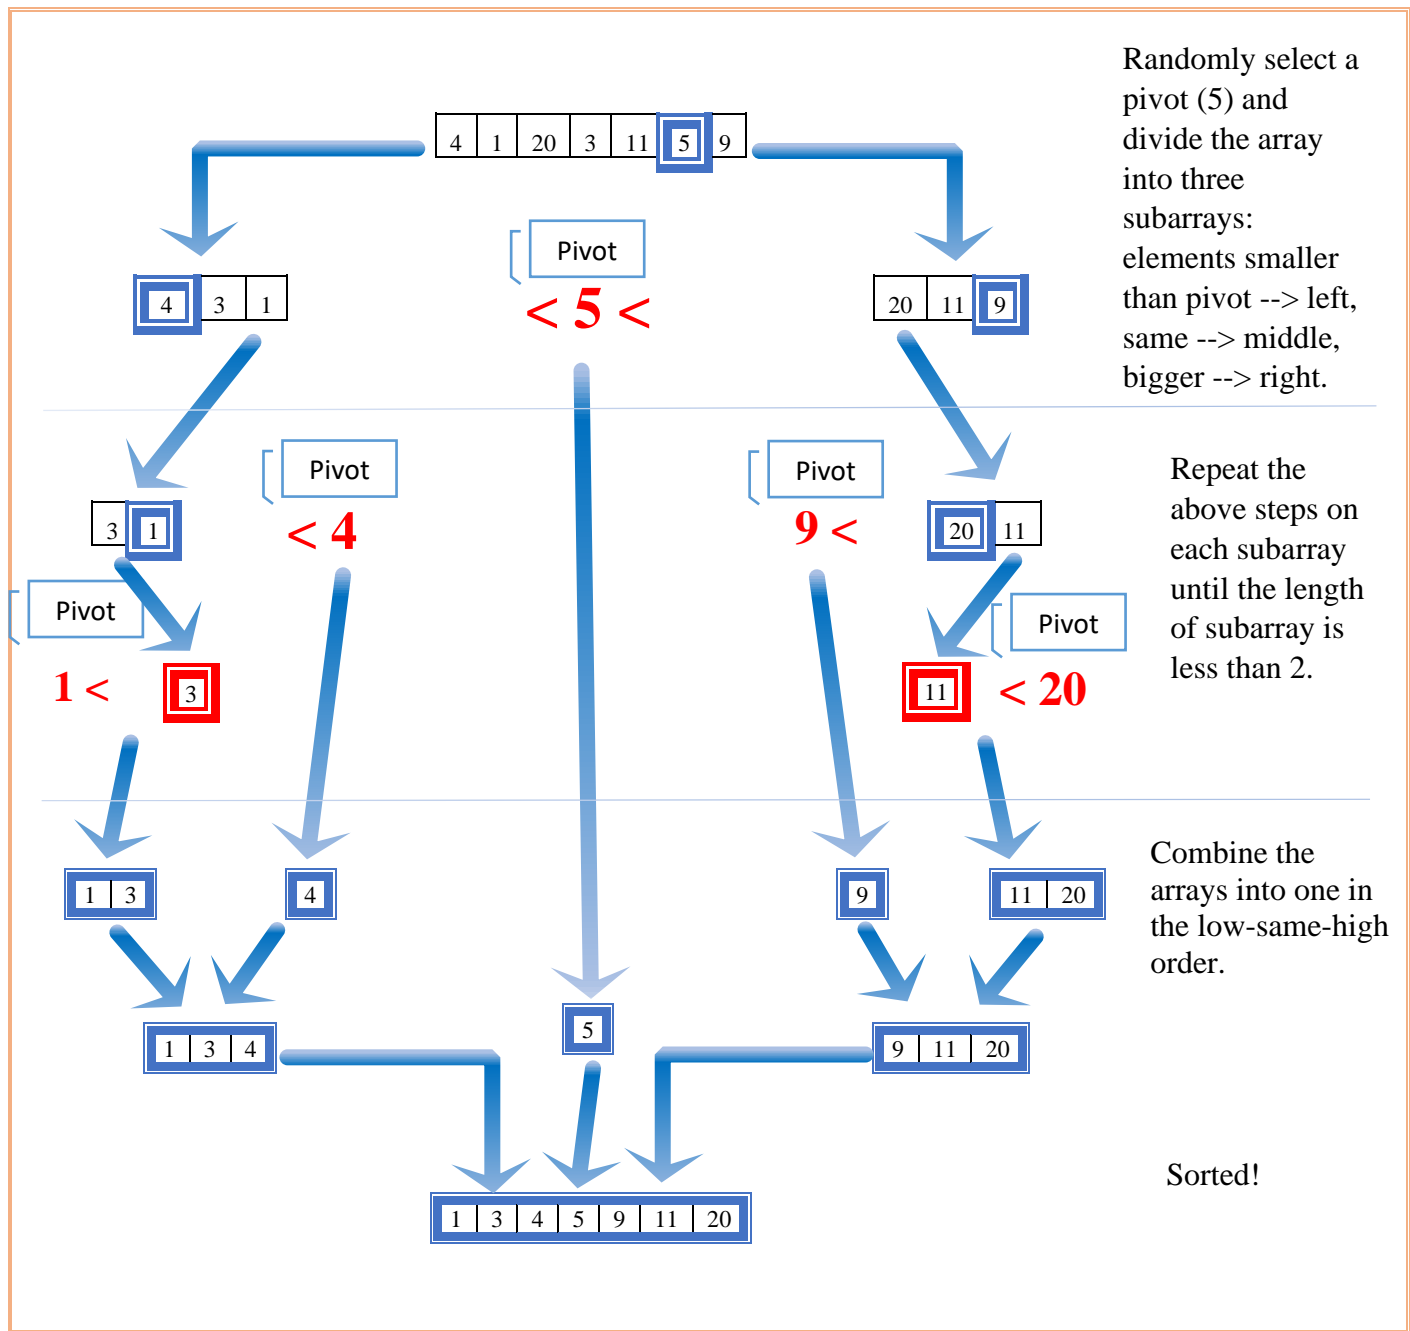 Randomly select a
pivot (5) and
divide the array
into three
subarrays:
elements smaller
than pivot --> left,
same --> middle,
bigger --> right.
4 1 20 3 11 5 9
Pivot
< 5 <
4 3 1
20 11 9
Repeat the
above steps on
each subarray
until the length
of subarray is
less than 2.
Pivot
Pivot
3 1
< 4
9 <
20 11
Pivot
Pivot
1 <
3
11
< 20
Combine the
arrays into one in
the low-same-high
order.
1 3
4
9
11 20
1 3 4
5
9 11 20
Sorted!
1 3 4 5 9 11 20